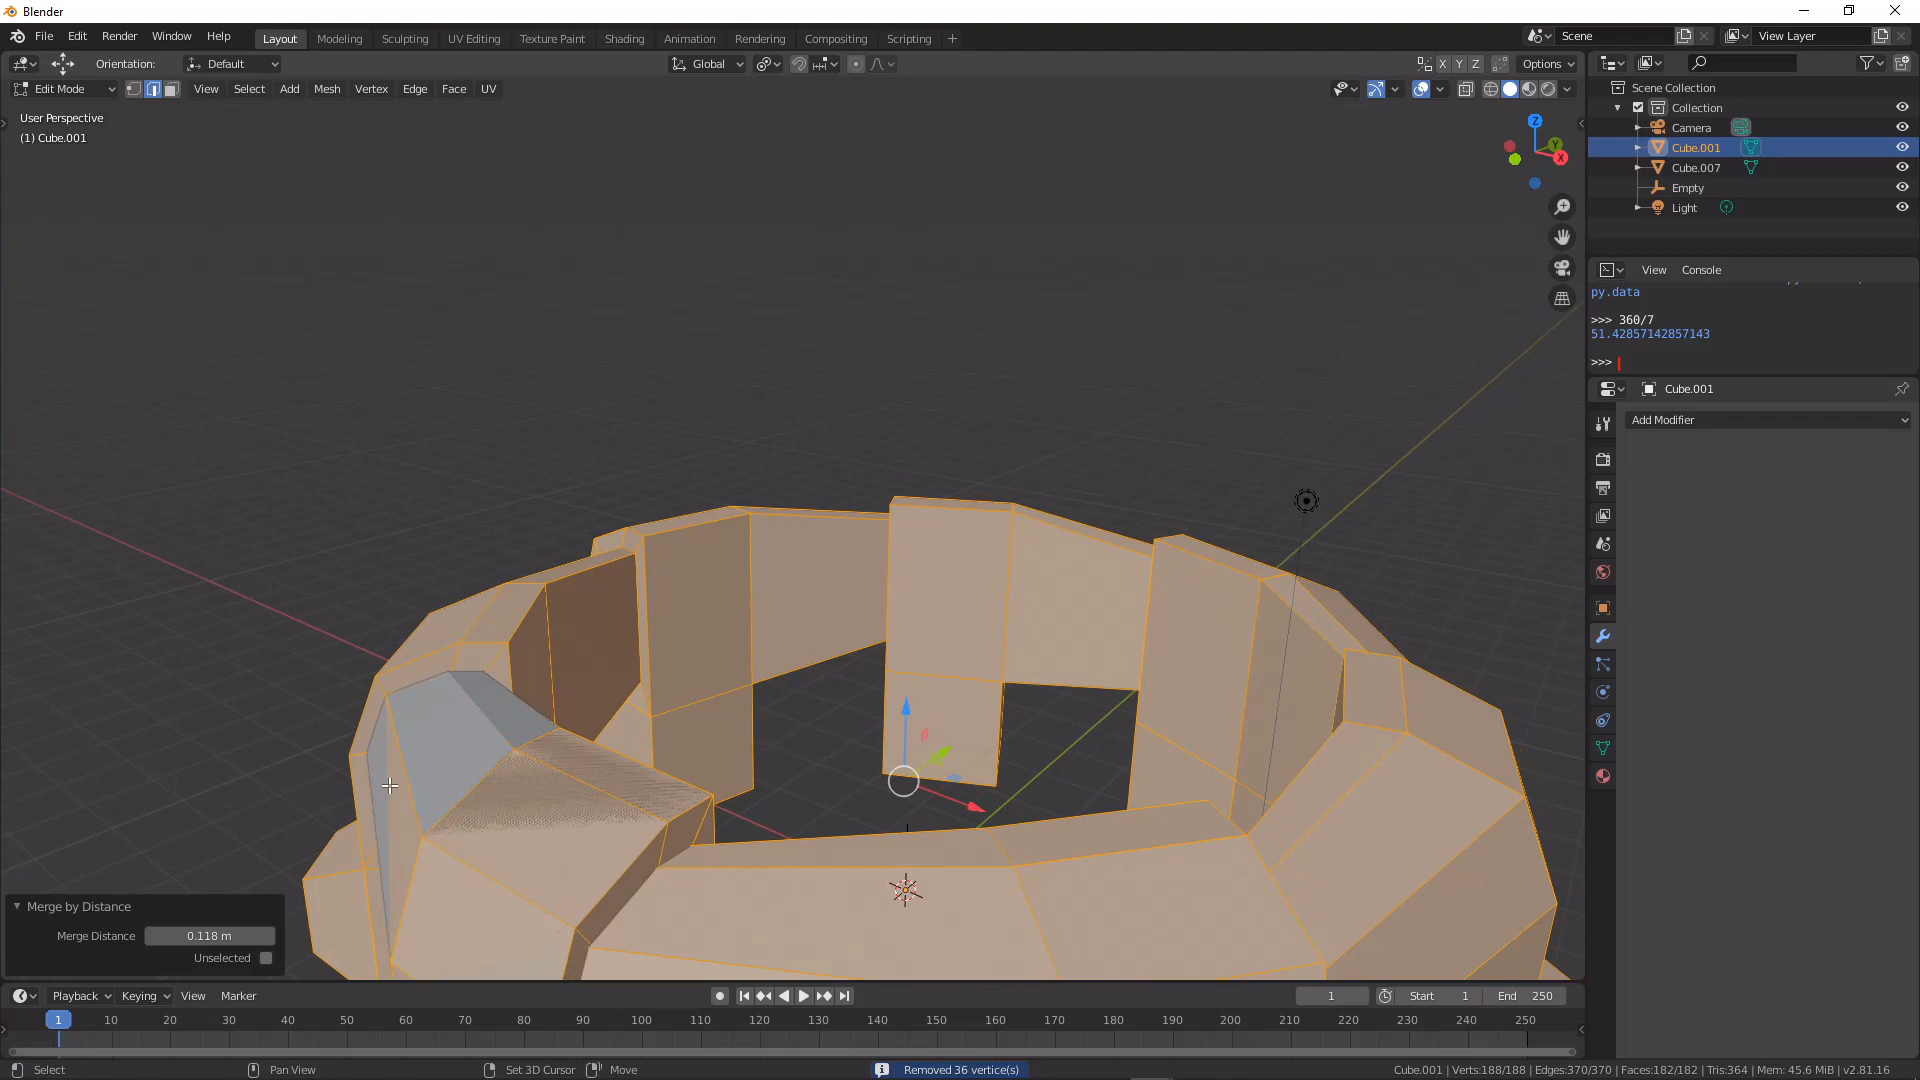 Blender
File Edit Render Window Help
Layout Modeling Sculpting UV Editing Texture Paint Shading Animation Rendering Compositing Scripting +
Scene
View Layer
Orientation: Default
Global
X Y Z Options
Edit Mode View Select Add Mesh Vertex Edge Face UV
User Perspective
(1) Cube.001
Z
Y
X
Scene Collection
Collection
Camera
Cube.001
Cube.007
Empty
Light
View Console
py.data
>>> 360/7
51.42857142857143
>>>
Cube.001
Add Modifier
Merge by Distance
Merge Distance 0.118 m
Unselected
Playback Keying View Marker
1 Start 1 End 250
1 10 20 30 40 50 60 70 80 90 100 110 120 130 140 150 160 170 180 190 200 210 220 230 240 250
Select Pan View Set 3D Cursor Move Removed 36 vertice(s) Cube.001 | Verts:188/188 | Edges:370/370 | Faces:182/182 | Tris:364 | Mem: 45.6 MiB | v2.81.16